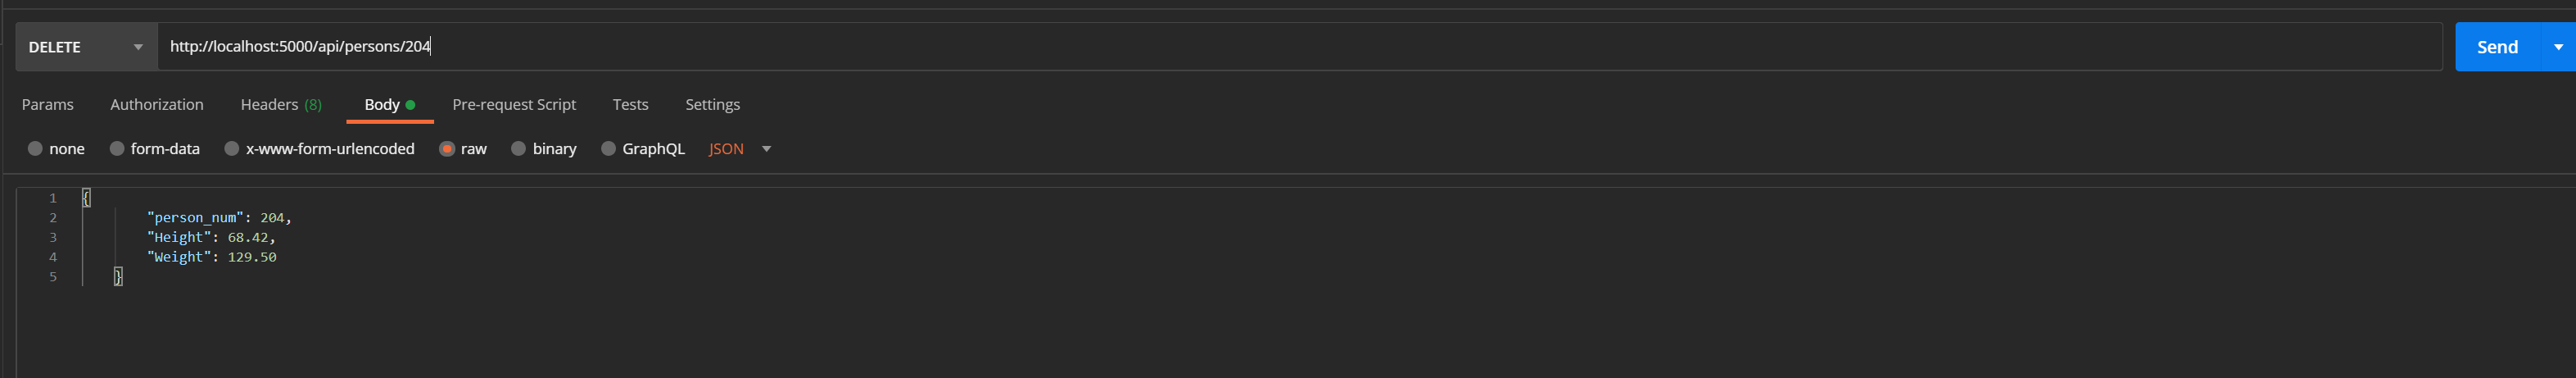 DELETE http://localhost:5000/api/persons/204 Send
Params Authorization Headers (8) Body Pre-request Script Tests Settings
none form-data x-www-form-urlencoded raw binary GraphQL JSON
1 {
2 "person_num": 204,
3 "Height": 68.42,
4 "Weight": 129.50
5 }